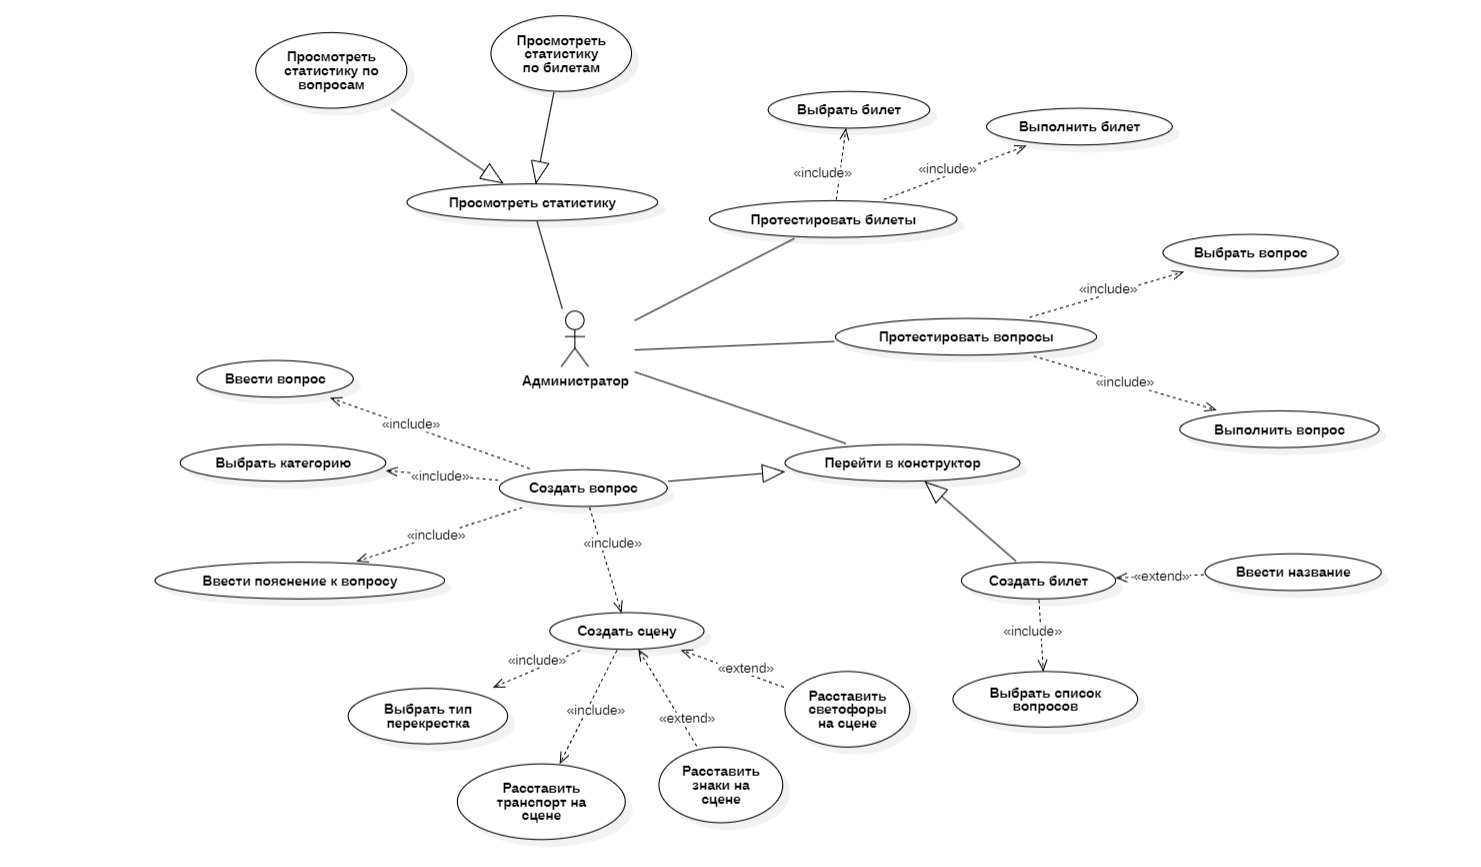 Просмотреть
статистику по
вопросам
Просмотреть
статистику
по билетам
Выбрать билет
Выполнить билет
«include»
«include»
Просмотреть статистику
Протестировать билеты
Выбрать вопрос
«include»
Протестировать вопросы
Администратор
«include»
Ввести вопрос
«include»
Выполнить вопрос
Выбрать категорию
«include»
Перейти в конструктор
Создать вопрос
«include»
«include»
Ввести пояснение к вопросу
Создать билет
«extend»
Ввести название
Создать сцену
«include»
«include»
«extend»
Выбрать тип
перекрестка
«include»
«extend»
Расставить
светофоры
на сцене
Выбрать список
вопросов
Расставить
транспорт на
сцене
Расставить
знаки на
сцене